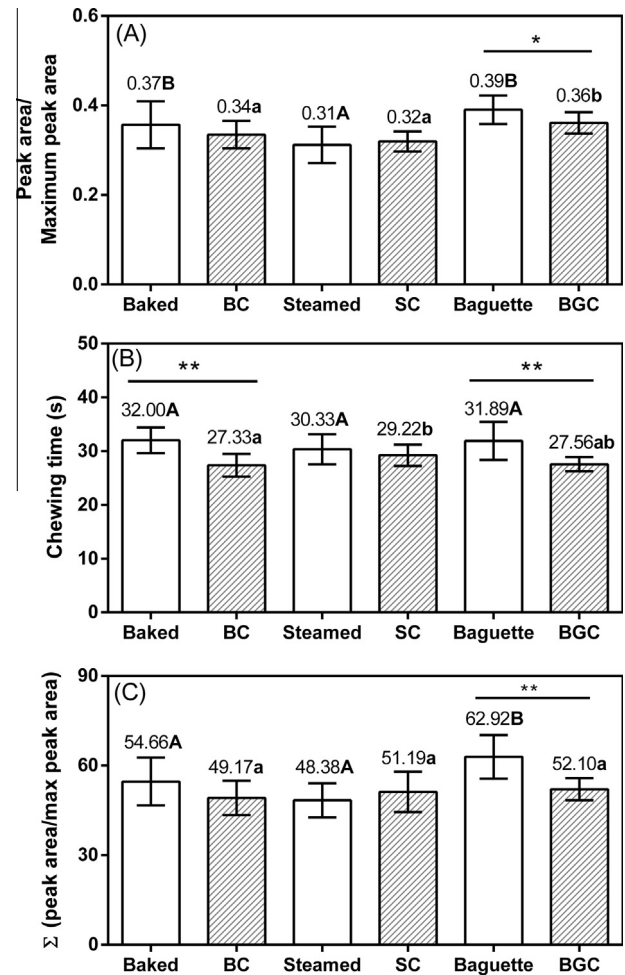 (A)
Peak area/
Maximum peak area
0.6
0.4
0.2
0.0
0.37B
0.34a
0.31A
0.32a
0.39B
0.36b
*
Baked BC Steamed SC Baguette BGC
(B)
Chewing time (s)
50
40
30
20
10
0
**
**
32.00A
27.33a
30.33A
29.22b
31.89A
27.56ab
Baked BC Steamed SC Baguette BGC
(C)
Σ (peak area/max peak area)
90
60
30
0
**
54.66A
49.17a
48.38A
51.19a
62.92B
52.10a
Baked BC Steamed SC Baguette BGC